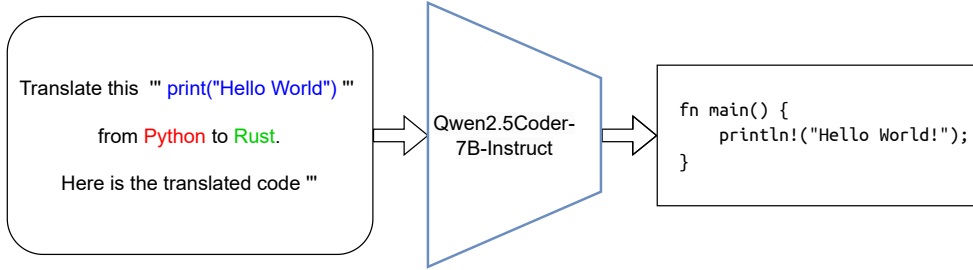 Translate this ''' print("Hello World") '''
from Python to Rust.
Here is the translated code '''
Qwen2.5Coder-
7B-Instruct
fn main() {
    println!("Hello World!");
}